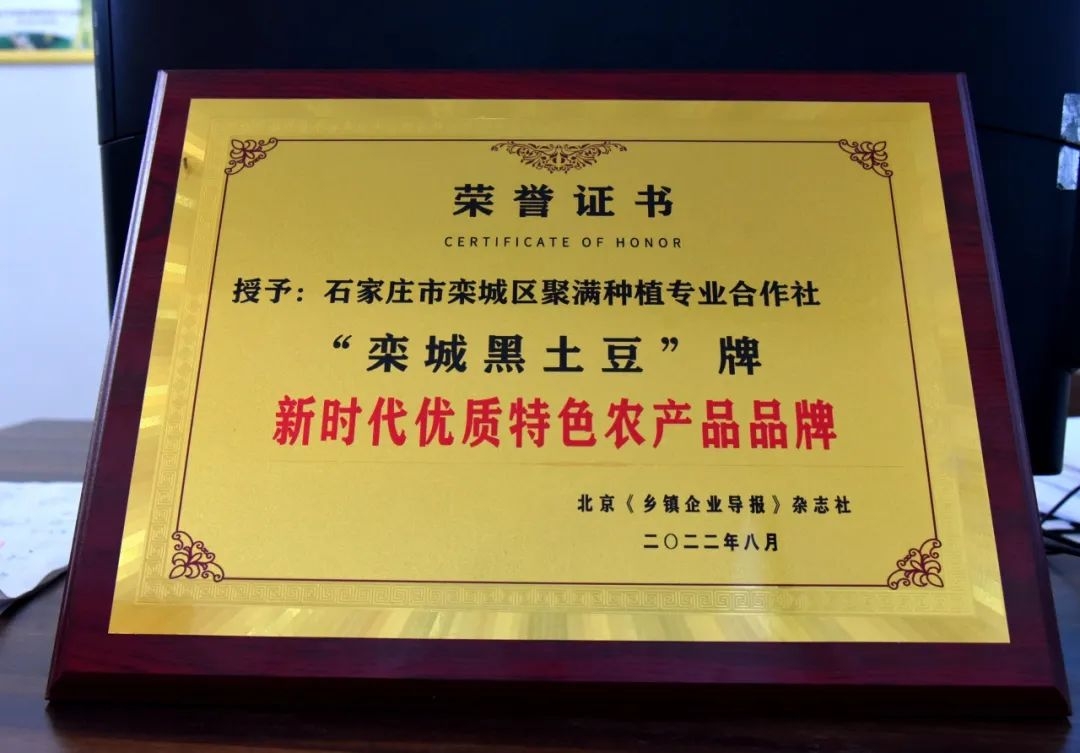 荣誉证书
CERTIFICATE OF HONOR
授予：石家庄市栾城区聚满种植专业合作社
“栾城黑土豆”牌
新时代优质特色农产品品牌
北京《乡镇企业导报》杂志社
二〇二二年八月